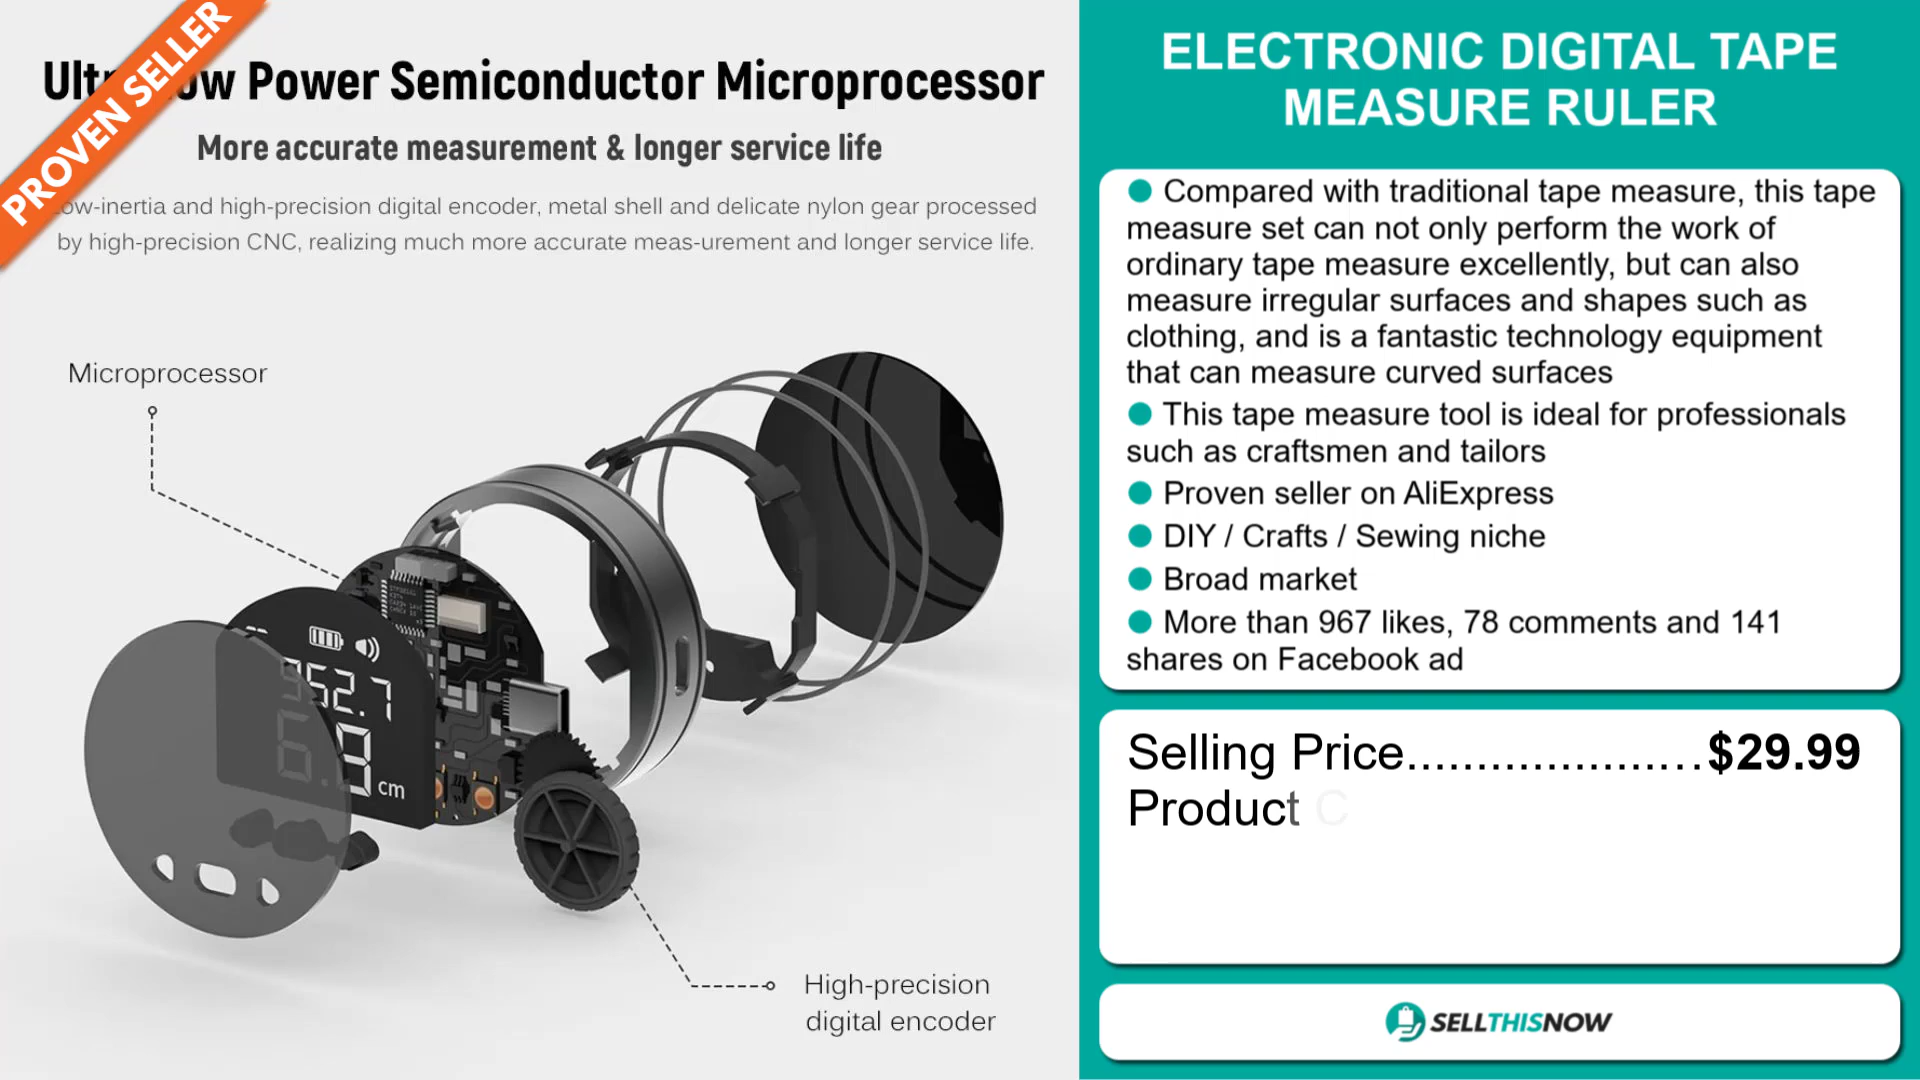 PROVEN SELLER
Power Semiconductor Microprocessor
More accurate measurement & longer service life
and high-precision digital encoder, metal shell and delicate nylon gear processed
by high-precision CNC, realizing much more accurate meas-urement and longer service life.
Microprocessor
952.7
cm
High-precision
digital encoder
ELECTRONIC DIGITAL TAPE
MEASURE RULER
● Compared with traditional tape measure, this tape
measure set can not only perform the work of
ordinary tape measure excellently, but can also
measure irregular surfaces and shapes such as
clothing, and is a fantastic technology equipment
that can measure curved surfaces
● This tape measure tool is ideal for professionals
such as craftsmen and tailors
● Proven seller on AliExpress
● DIY / Crafts / Sewing niche
● Broad market
● More than 967 likes, 78 comments and 141
shares on Facebook ad
Selling Price......................$29.99
Product C
SELLTHISNOW